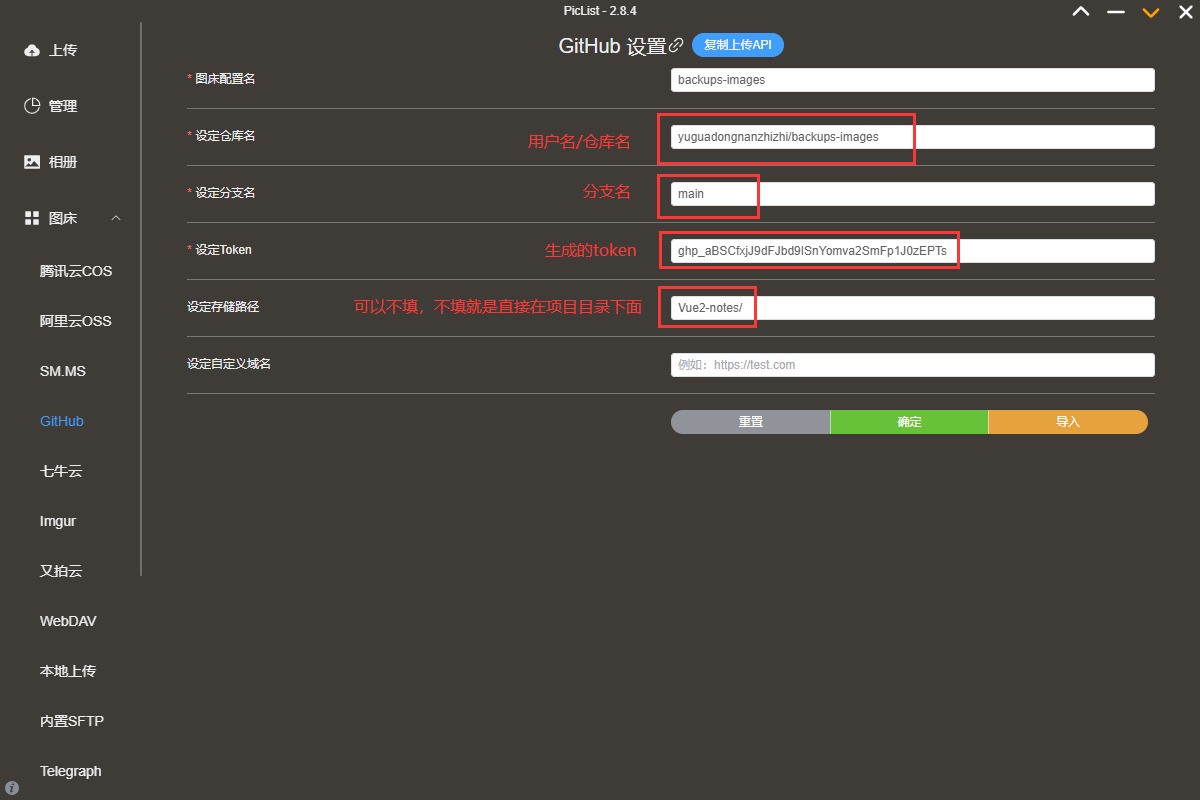 PicList - 2.8.4
上传
管理
相册
图床
腾讯云COS
阿里云OSS
SM.MS
GitHub
七牛云
Imgur
又拍云
WebDAV
本地上传
内置SFTP
Telegraph
GitHub 设置
复制上传API
* 图床配置名
backups-images
* 设定仓库名
用户名/仓库名
yuguadongnanzhizhi/backups-images
* 设定分支名
分支名
main
* 设定Token
生成的token
设定存储路径
可以不填，不填就是直接在项目目录下面
Vue2-notes/
设定自定义域名
例如：https://test.com
重置
确定
导入